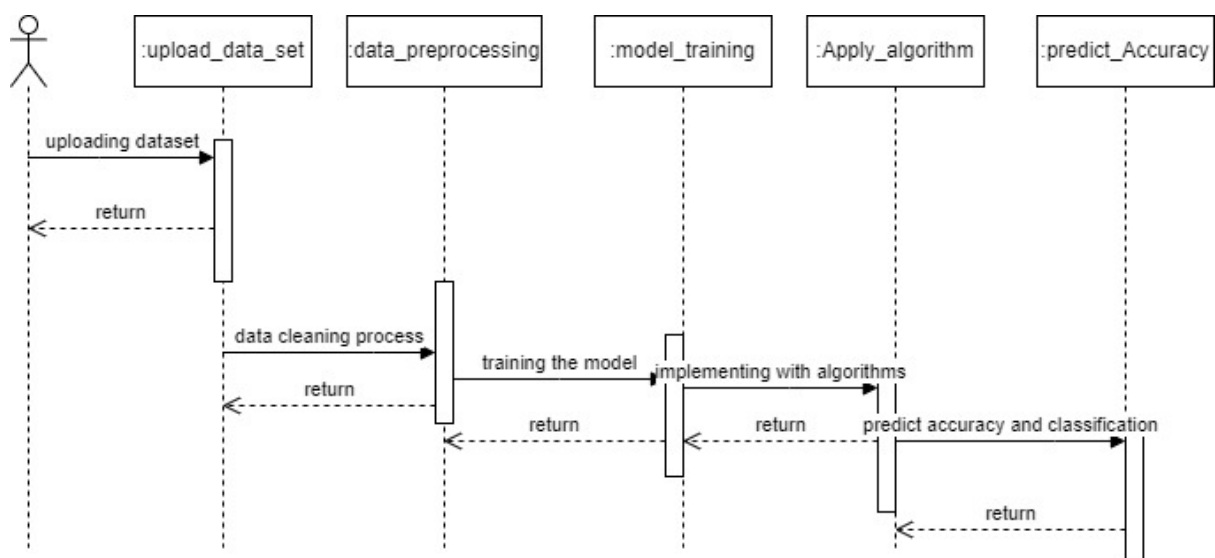 :upload_data_set
:data_preprocessing
:model_training
:Apply_algorithm
:predict_Accuracy
uploading dataset
return
data cleaning process
training the model
implementing with algorithms
return
return
return
predict accuracy and classification
return